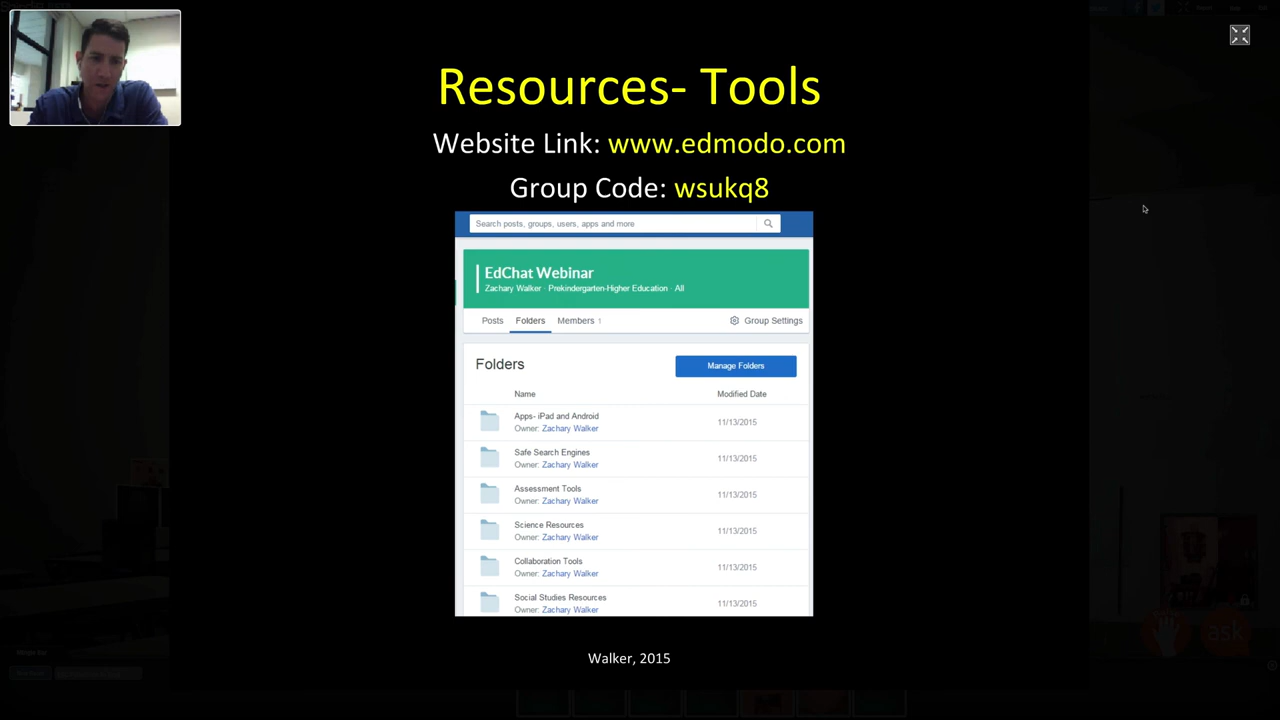 Resources- Tools
Website Link: www.edmodo.com
Group Code: wsukq8
Search posts, groups, users, apps and more
EdChat Webinar
Zachary Walker · Prekindergarten-Higher Education · All
Posts Folders Members 1 Group Settings
Folders Manage Folders
Name Modified Date
Apps- iPad and Android
Owner: Zachary Walker 11/13/2015
Safe Search Engines
Owner: Zachary Walker 11/13/2015
Assessment Tools
Owner: Zachary Walker 11/13/2015
Science Resources
Owner: Zachary Walker 11/13/2015
Collaboration Tools
Owner: Zachary Walker 11/13/2015
Social Studies Resources
Owner: Zachary Walker 11/13/2015
ask
Walker, 2015